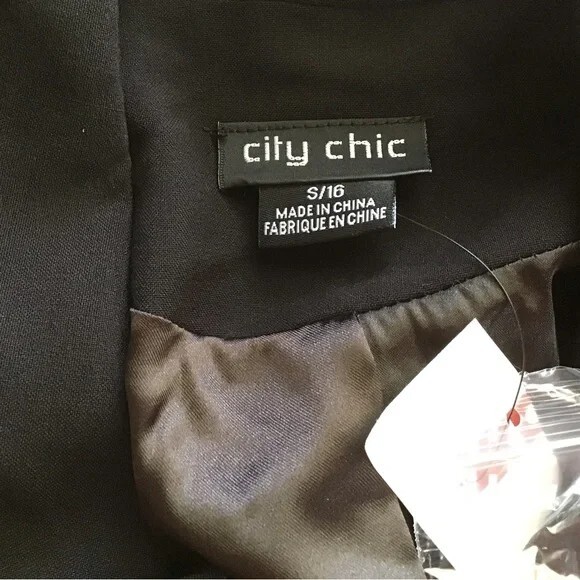 city chic
S/16
MADE IN CHINA
FABRIQUE EN CHINE